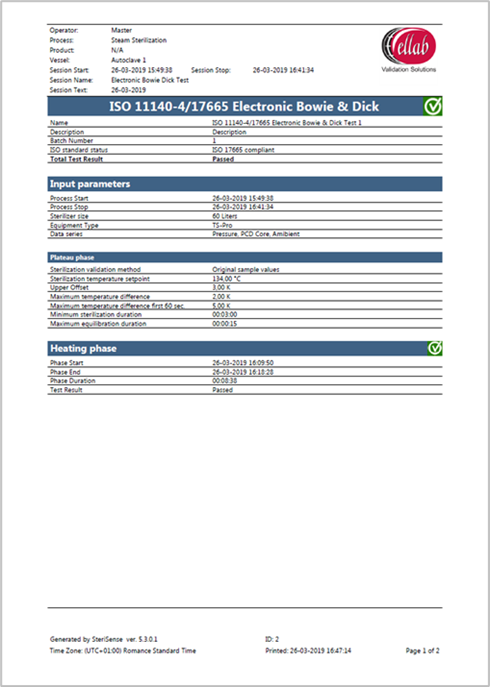 Operator: Master
Process: Steam Sterilization
Product: N/A
Vessel: Autoclave 1
Session Start: 26-03-2019 15:49:38 Session Stop: 26-03-2019 16:41:34
Session Name: Electronic Bowie Dick Test
Session Text: 26-03-2019
ellab
Validation Solutions
ISO 11140-4/17665 Electronic Bowie & Dick
Name ISO 11140-4/17665 Electronic Bowie & Dick Test 1
Description Description
Batch Number 1
ISO standard status ISO 17665 compliant
Total Test Result Passed
Input parameters
Process Start 26-03-2019 15:49:38
Process Stop 26-03-2019 16:41:34
Sterilizer size 60 Liters
Equipment Type TS-Pro
Data series Pressure, PCD Core, Amibient
Plateau phase
Sterilization validation method Original sample values
Sterilization temperature setpoint 134,00 °C
Upper Offset 3,00 K
Maximum temperature difference 2,00 K
Maximum temperature difference first 60 sec. 5,00 K
Minimum sterilization duration 00:03:00
Maximum equilibration duration 00:00:15
Heating phase
Phase Start 26-03-2019 16:09:50
Phase End 26-03-2019 16:18:28
Phase Duration 00:08:38
Test Result Passed
Generated by SteriSense ver. 5.3.0.1 ID: 2
Time Zone: (UTC+01:00) Romance Standard Time Printed: 26-03-2019 16:47:14 Page 1 of 2